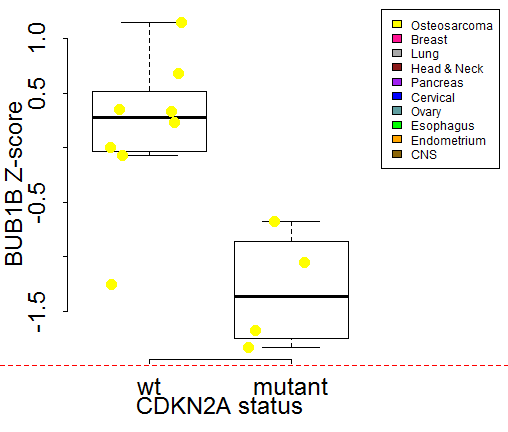 Osteosarcoma
Breast
Lung
Head & Neck
Pancreas
Cervical
Ovary
Esophagus
Endometrium
CNS
BUB1B Z-score
1.0
0.5
-0.5
-1.5
wt mutant
CDKN2A status